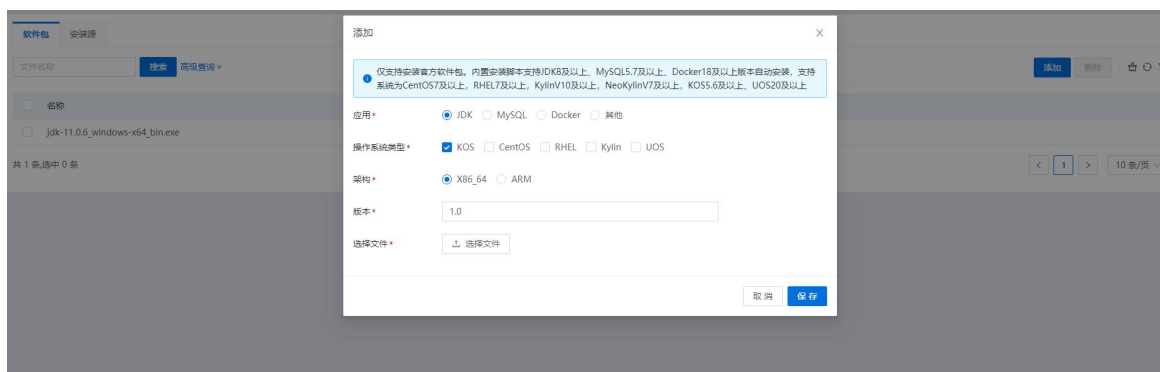 软件包 安装源
添加
文件名称 搜索 高级查询
仅支持安装官方软件包。内置安装脚本支持JDK8及以上、MySQL5.7及以上、Docker18及以上版本自动安装，支持
系统为CentOS7及以上，RHEL7及以上，KylinV10及以上，NeoKylinV7及以上，KOS5.6及以上、UOS20及以上
添加 删除
名称
应用* JDK MySQL Docker 其他
jdk-11.0.6_windows-x64_bin.exe
操作系统类型* KOS CentOS RHEL Kylin UOS
共 1 条,选中 0 条
< 1 > 10 条/页
架构* X86_64 ARM
版本* 1.0
选择文件* 选择文件
取消 保存